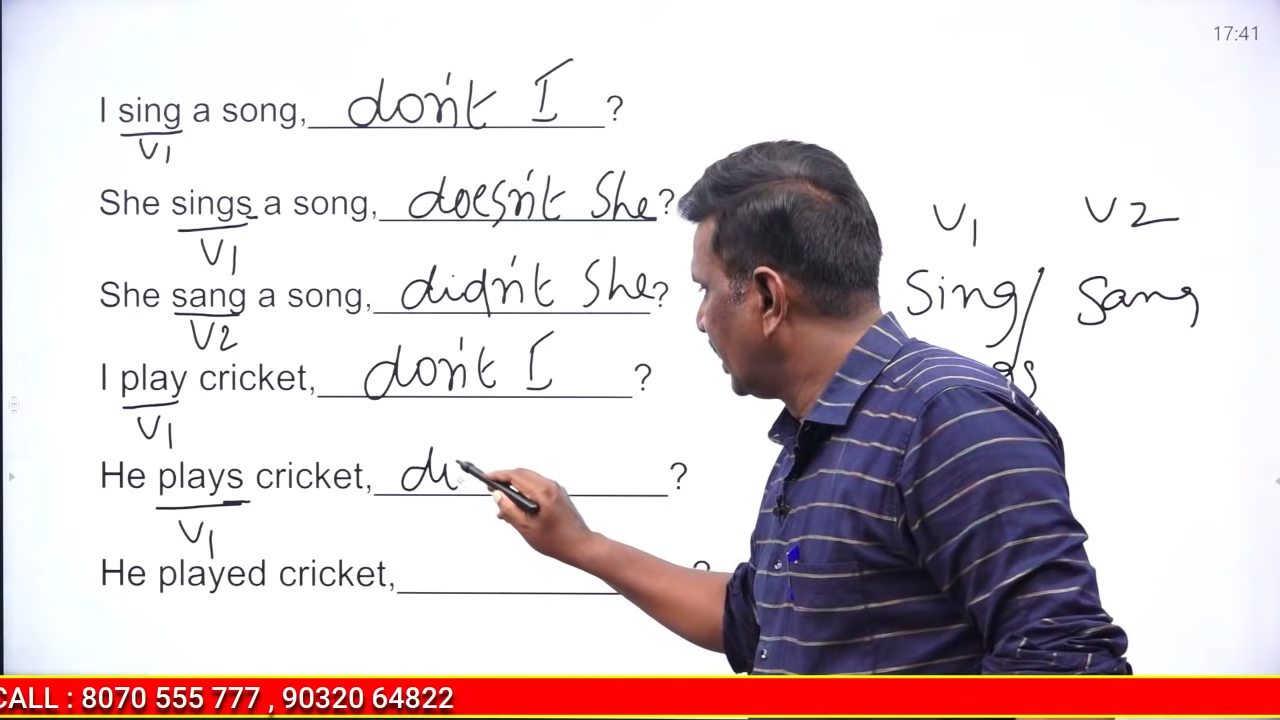 17:41
I sing a song, don't I ?
V1
She sings a song, doesn't She ?
V1
She sang a song, didn't She ?
V2
I play cricket, don't I ?
V1
He plays cricket, ?
V1
He played cricket, ?
V1 V2
Sing/ Sang
CALL : 8070 555 777 , 90320 64822